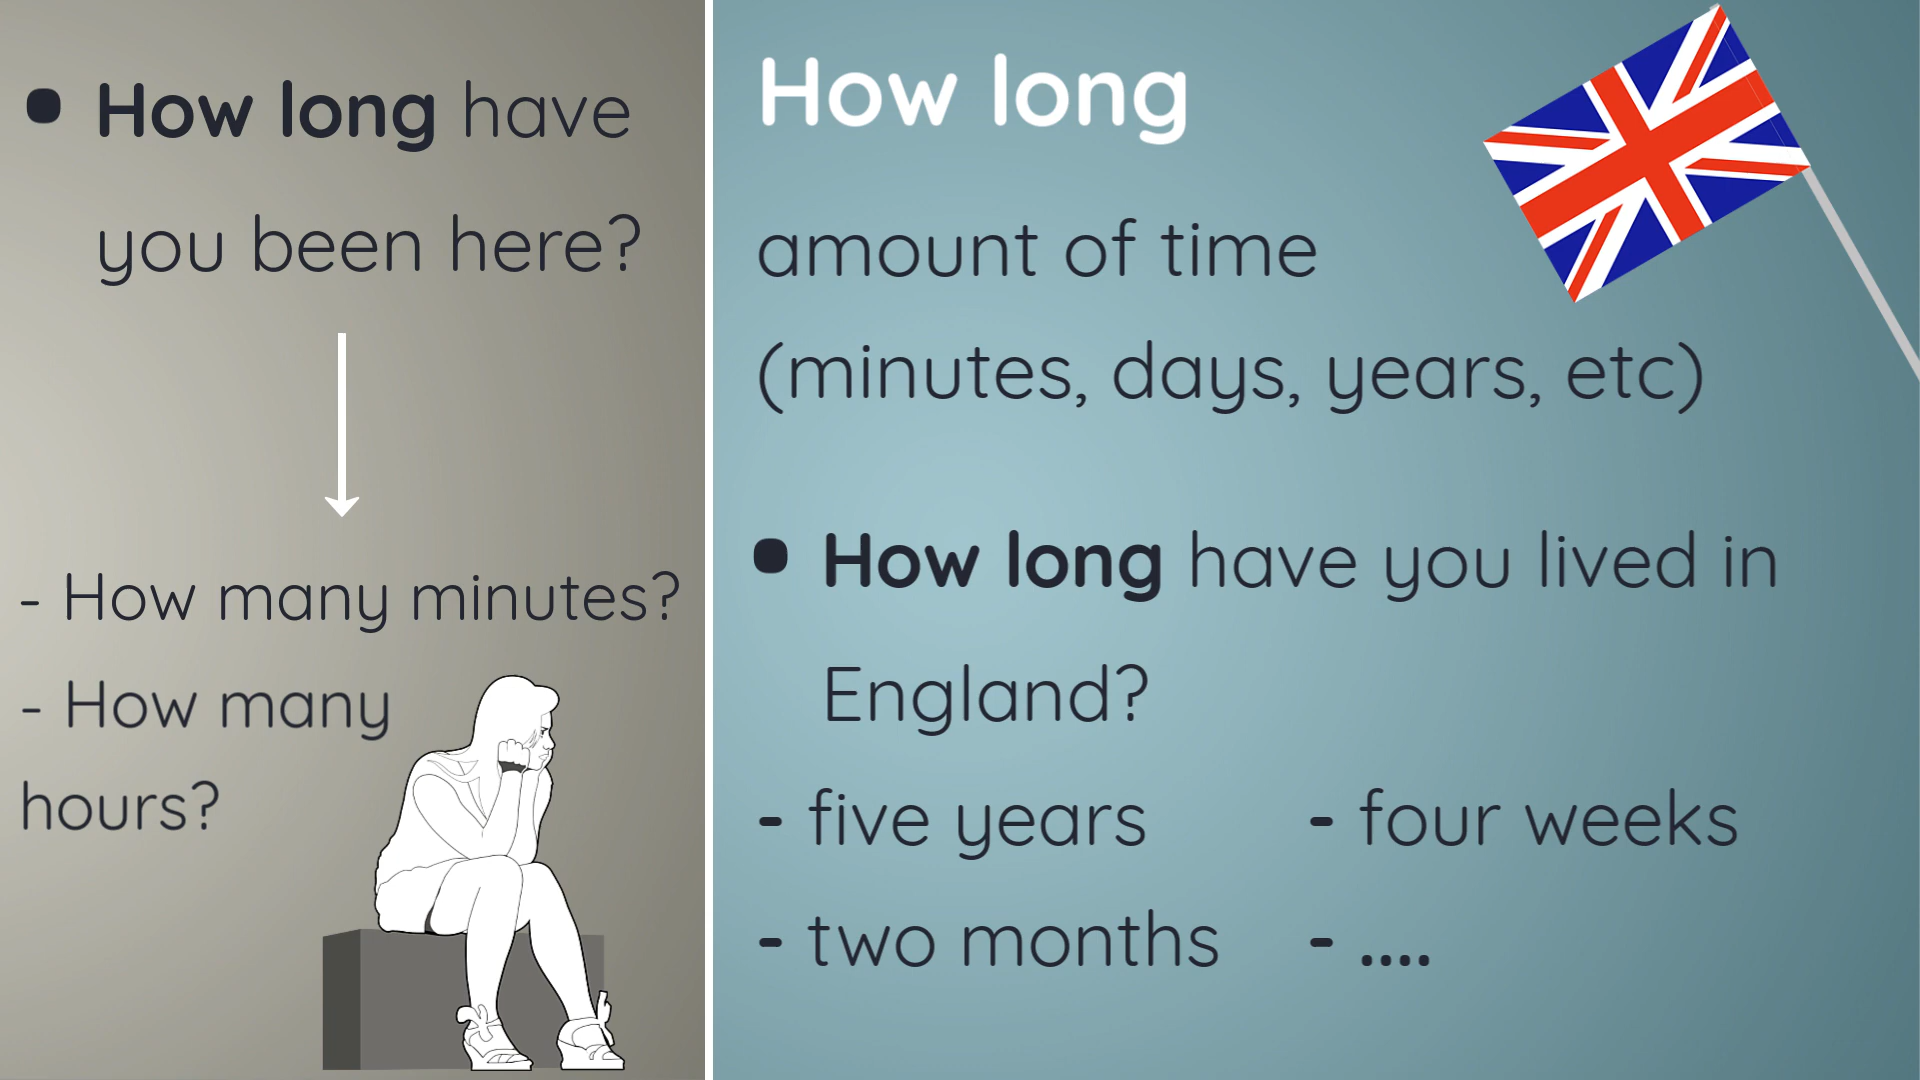 • How long have
you been here?
- How many minutes?
- How many
hours?
How long
amount of time
(minutes, days, years, etc)
• How long have you lived in
England?
- five years
- four weeks
- two months
- ....